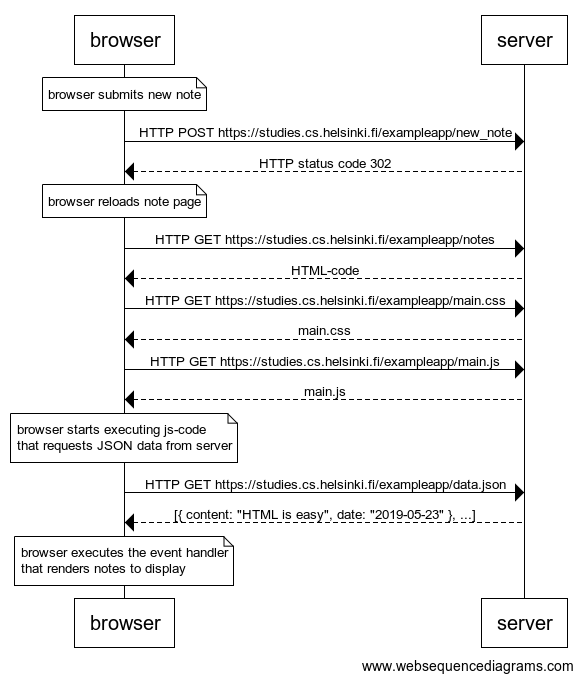 browser
server
browser submits new note
HTTP POST https://studies.cs.helsinki.fi/exampleapp/new_note
HTTP status code 302
browser reloads note page
HTTP GET https://studies.cs.helsinki.fi/exampleapp/notes
HTML-code
HTTP GET https://studies.cs.helsinki.fi/exampleapp/main.css
main.css
HTTP GET https://studies.cs.helsinki.fi/exampleapp/main.js
main.js
browser starts executing js-code
that requests JSON data from server
HTTP GET https://studies.cs.helsinki.fi/exampleapp/data.json
[{ content: "HTML is easy", date: "2019-05-23" }, ...]
browser executes the event handler
that renders notes to display
browser
server
www.websequencediagrams.com